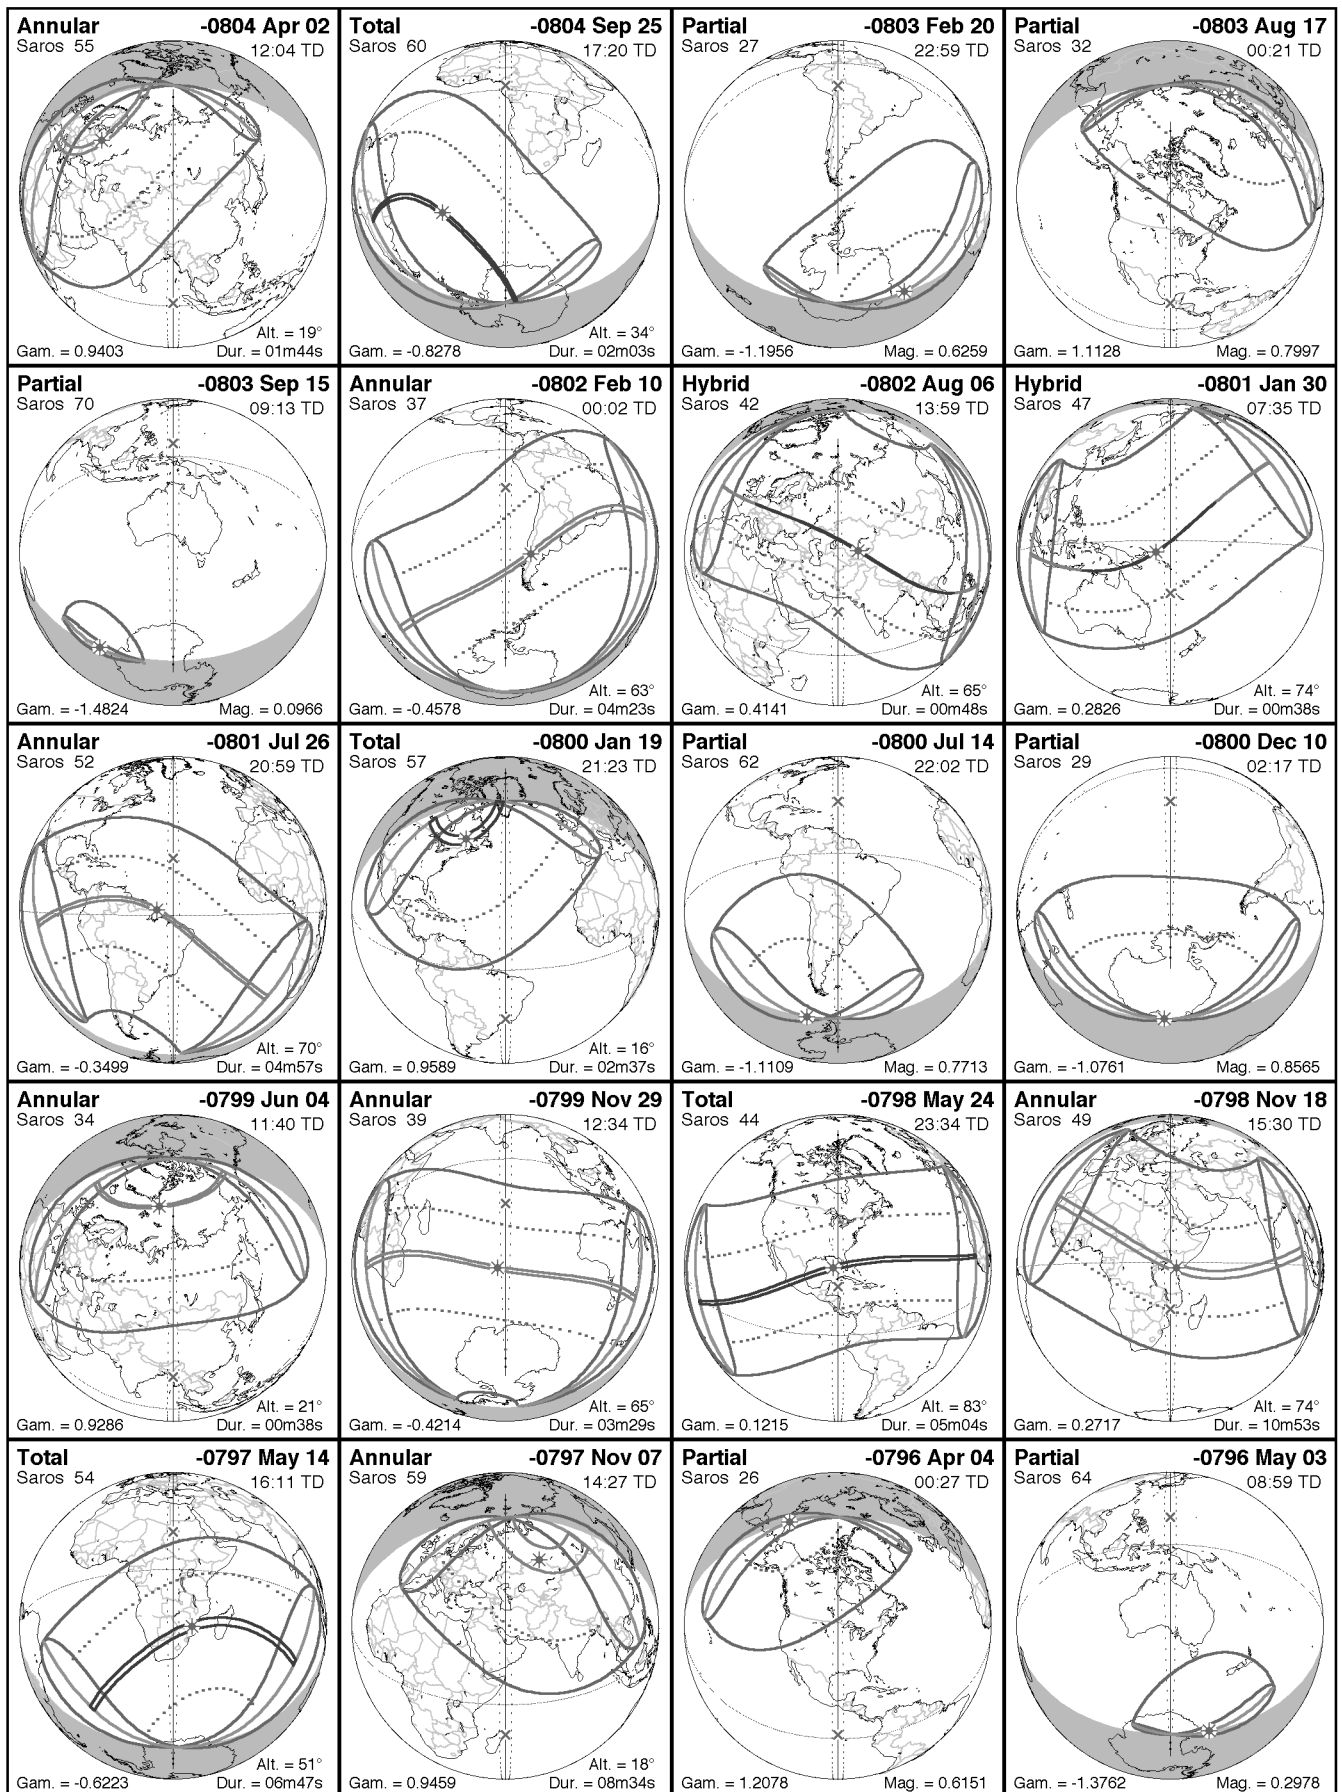 Annular -0804 Apr 02
Saros 55 12:04 TD
Alt. = 19°
Gam. = 0.9403 Dur. = 01m44s
Total -0804 Sep 25
Saros 60 17:20 TD
Alt. = 34°
Gam. = -0.8278 Dur. = 02m03s
Partial -0803 Feb 20
Saros 27 22:59 TD
Gam. = -1.1956 Mag. = 0.6259
Partial -0803 Aug 17
Saros 32 00:21 TD
Gam. = 1.1128 Mag. = 0.7997
Partial -0803 Sep 15
Saros 70 09:13 TD
Gam. = -1.4824 Mag. = 0.0966
Annular -0802 Feb 10
Saros 37 00:02 TD
Alt. = 63°
Gam. = -0.4578 Dur. = 04m23s
Hybrid -0802 Aug 06
Saros 42 13:59 TD
Alt. = 65°
Gam. = 0.4141 Dur. = 00m48s
Hybrid -0801 Jan 30
Saros 47 07:35 TD
Alt. = 74°
Gam. = 0.2826 Dur. = 00m38s
Annular -0801 Jul 26
Saros 52 20:59 TD
Alt. = 70°
Gam. = -0.3499 Dur. = 04m57s
Total -0800 Jan 19
Saros 57 21:23 TD
Alt. = 16°
Gam. = 0.9589 Dur. = 02m37s
Partial -0800 Jul 14
Saros 62 22:02 TD
Gam. = -1.1109 Mag. = 0.7713
Partial -0800 Dec 10
Saros 29 02:17 TD
Gam. = -1.0761 Mag. = 0.8565
Annular -0799 Jun 04
Saros 34 11:40 TD
Alt. = 21°
Gam. = 0.9286 Dur. = 00m38s
Annular -0799 Nov 29
Saros 39 12:34 TD
Alt. = 65°
Gam. = -0.4214 Dur. = 03m29s
Total -0798 May 24
Saros 44 23:34 TD
Alt. = 83°
Gam. = 0.1215 Dur. = 05m04s
Annular -0798 Nov 18
Saros 49 15:30 TD
Alt. = 74°
Gam. = 0.2717 Dur. = 10m53s
Total -0797 May 14
Saros 54 16:11 TD
Alt. = 51°
Gam. = -0.6223 Dur. = 06m47s
Annular -0797 Nov 07
Saros 59 14:27 TD
Alt. = 18°
Gam. = 0.9459 Dur. = 08m34s
Partial -0796 Apr 04
Saros 26 00:27 TD
Gam. = 1.2078 Mag. = 0.6151
Partial -0796 May 03
Saros 64 08:59 TD
Gam. = -1.3762 Mag. = 0.2978